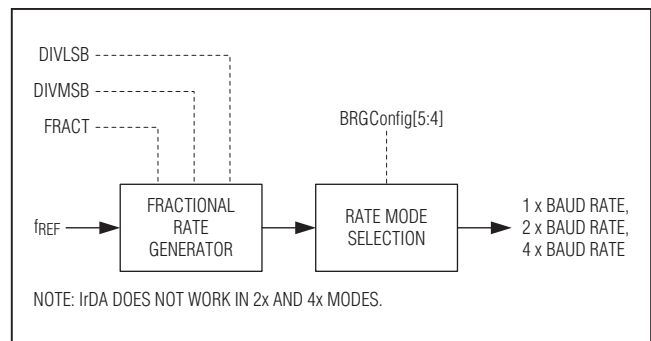 DIVLSB
DIVMSB
FRACT
BRGConfig[5:4]
fREF
FRACTIONAL
RATE
GENERATOR
RATE MODE
SELECTION
1 x BAUD RATE,
2 x BAUD RATE,
4 x BAUD RATE
NOTE: IrDA DOES NOT WORK IN 2x AND 4x MODES.